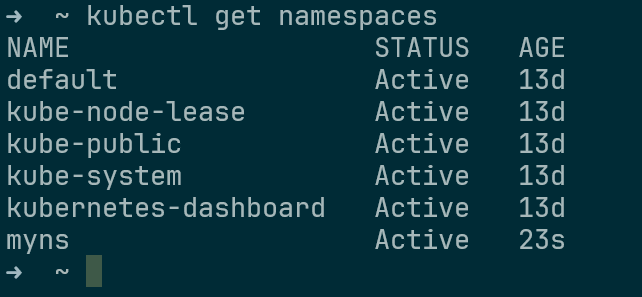 ➜  ~ kubectl get namespaces
NAME                   STATUS   AGE
default                Active   13d
kube-node-lease        Active   13d
kube-public            Active   13d
kube-system            Active   13d
kubernetes-dashboard   Active   13d
myns                   Active   23s
➜  ~